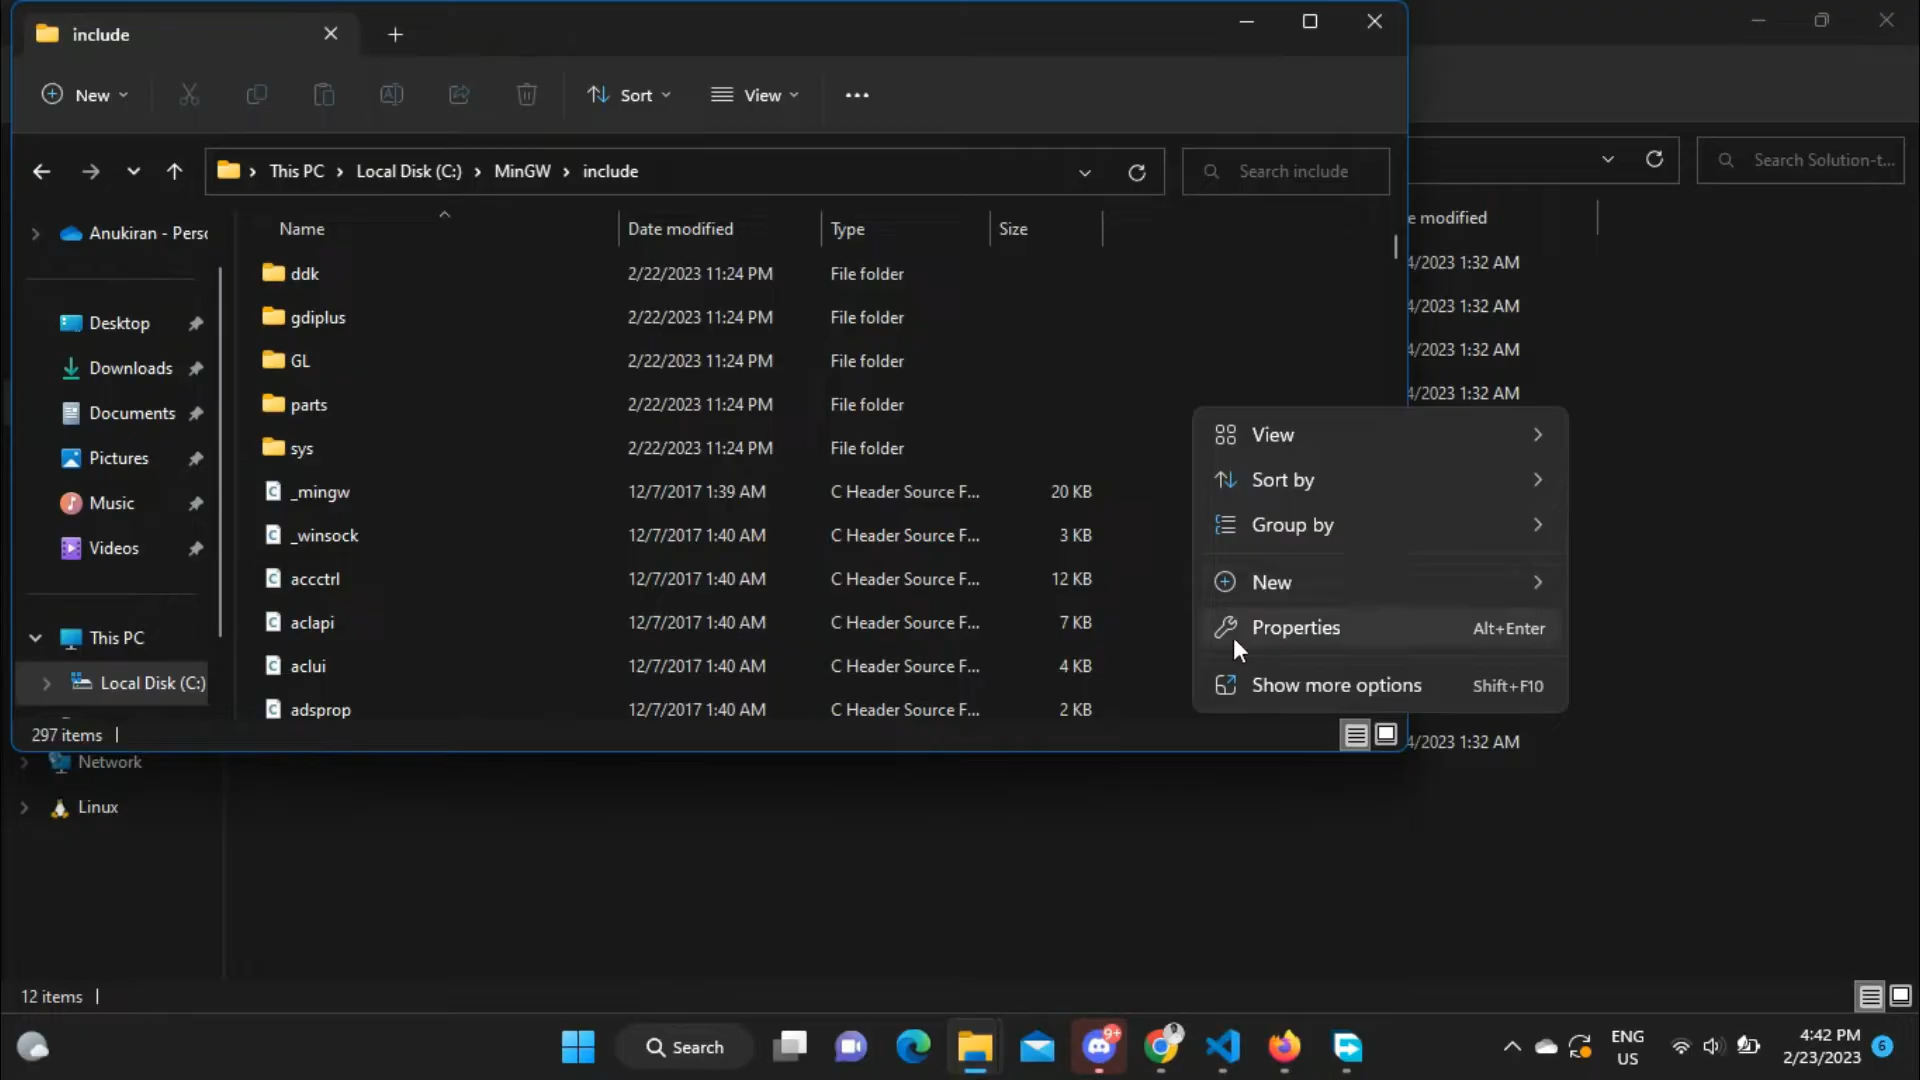 include
New
Sort
View
This PC > Local Disk (C:) > MinGW > include
Search include
Search Solution-t...
Name
Date modified
Type
Size
e modified
Anukiran - Pers
Desktop
Downloads
Documents
Pictures
Music
Videos
This PC
Local Disk (C:)
Network
Linux
ddk 2/22/2023 11:24 PM File folder
gdiplus 2/22/2023 11:24 PM File folder
GL 2/22/2023 11:24 PM File folder
parts 2/22/2023 11:24 PM File folder
sys 2/22/2023 11:24 PM File folder
_mingw 12/7/2017 1:39 AM C Header Source F... 20 KB
_winsock 12/7/2017 1:40 AM C Header Source F... 3 KB
accctrl 12/7/2017 1:40 AM C Header Source F... 12 KB
aclapi 12/7/2017 1:40 AM C Header Source F... 7 KB
aclui 12/7/2017 1:40 AM C Header Source F... 4 KB
adsprop 12/7/2017 1:40 AM C Header Source F... 2 KB
297 items
4/2023 1:32 AM
4/2023 1:32 AM
4/2023 1:32 AM
4/2023 1:32 AM
View
Sort by
Group by
New
Properties Alt+Enter
Show more options Shift+F10
4/2023 1:32 AM
12 items
Search
9+
ENG
US
4:42 PM
2/23/2023
6